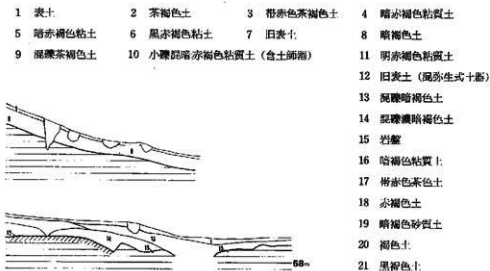 1 表土 2 茶褐色土 3 帯赤色茶褐色土 4 暗赤褐色粘質土
5 暗赤褐色粘土 6 黒赤褐色粘土 7 旧表土 8 暗褐色土
9 混礫茶褐色土 10 小礫混暗赤褐色粘質土(含土師器) 11 明赤褐色粘質土
12 旧表土(混弥生式土器)
13 混礫暗褐色土
14 混礫濃暗褐色土
15 岩盤
16 暗褐色粘質土
17 帯赤色茶色土
18 赤褐色土
19 暗褐色砂質土
20 褐色土
21 黒褐色土
68m